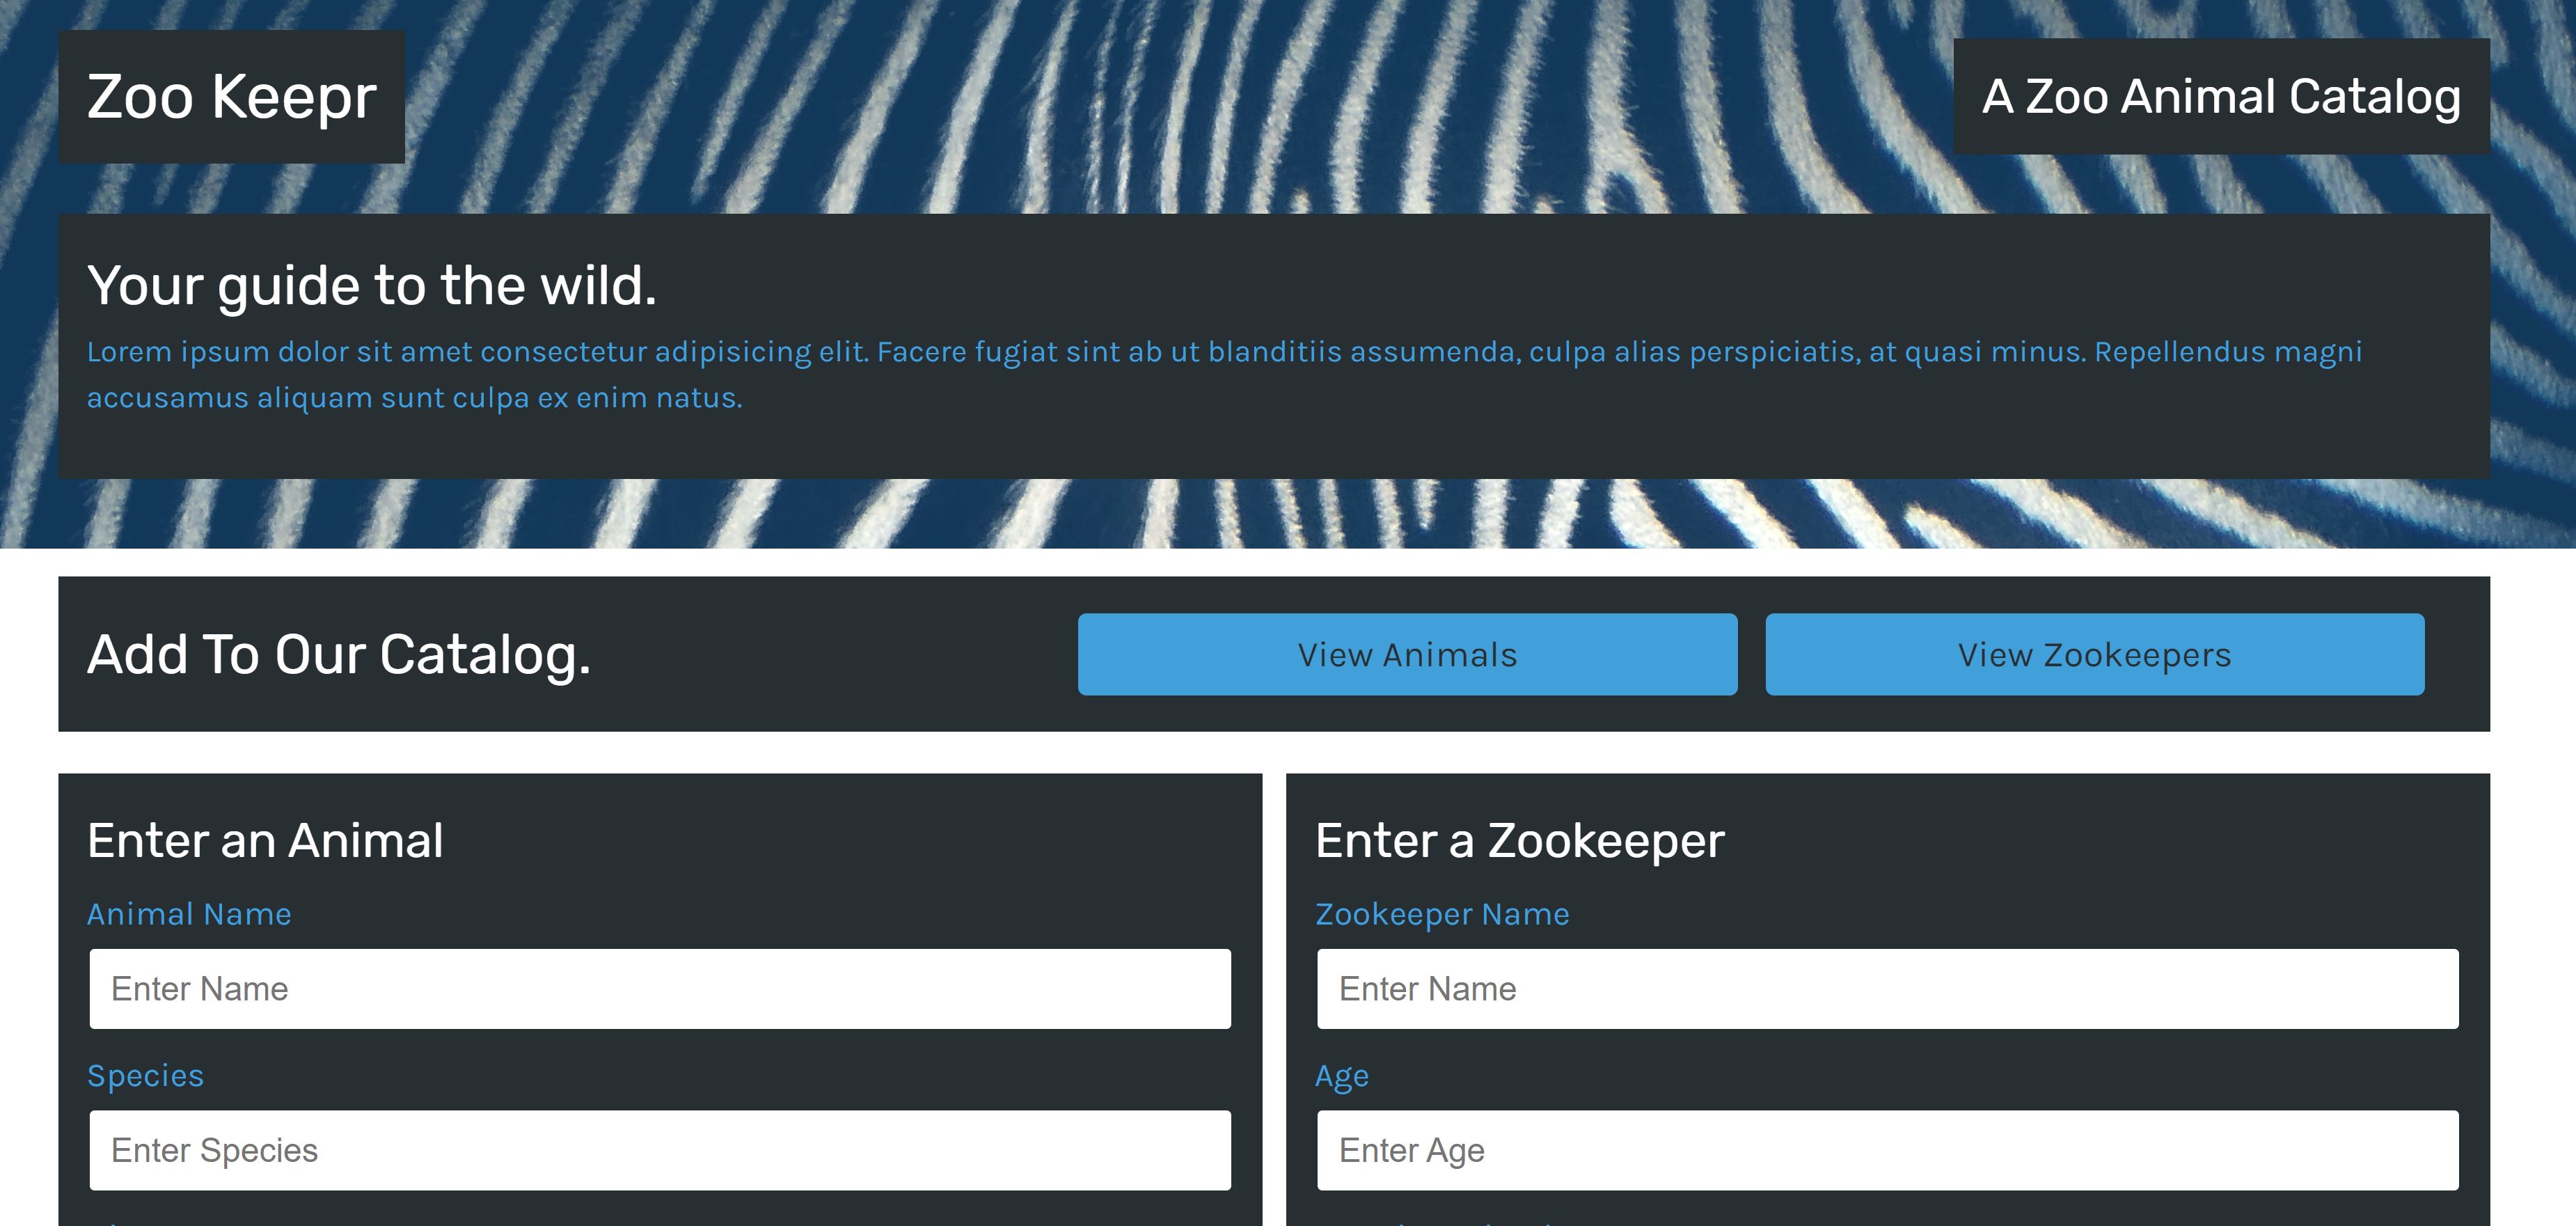 Zoo Keepr
A Zoo Animal Catalog
Your guide to the wild.
Lorem ipsum dolor sit amet consectetur adipisicing elit. Facere fugiat sint ab ut blanditiis assumenda, culpa alias perspiciatis, at quasi minus. Repellendus magni
accusamus aliquam sunt culpa ex enim natus.
Add To Our Catalog.
View Animals
View Zookeepers
Enter an Animal
Animal Name
Enter Name
Species
Enter Species
Enter a Zookeeper
Zookeeper Name
Enter Name
Age
Enter Age